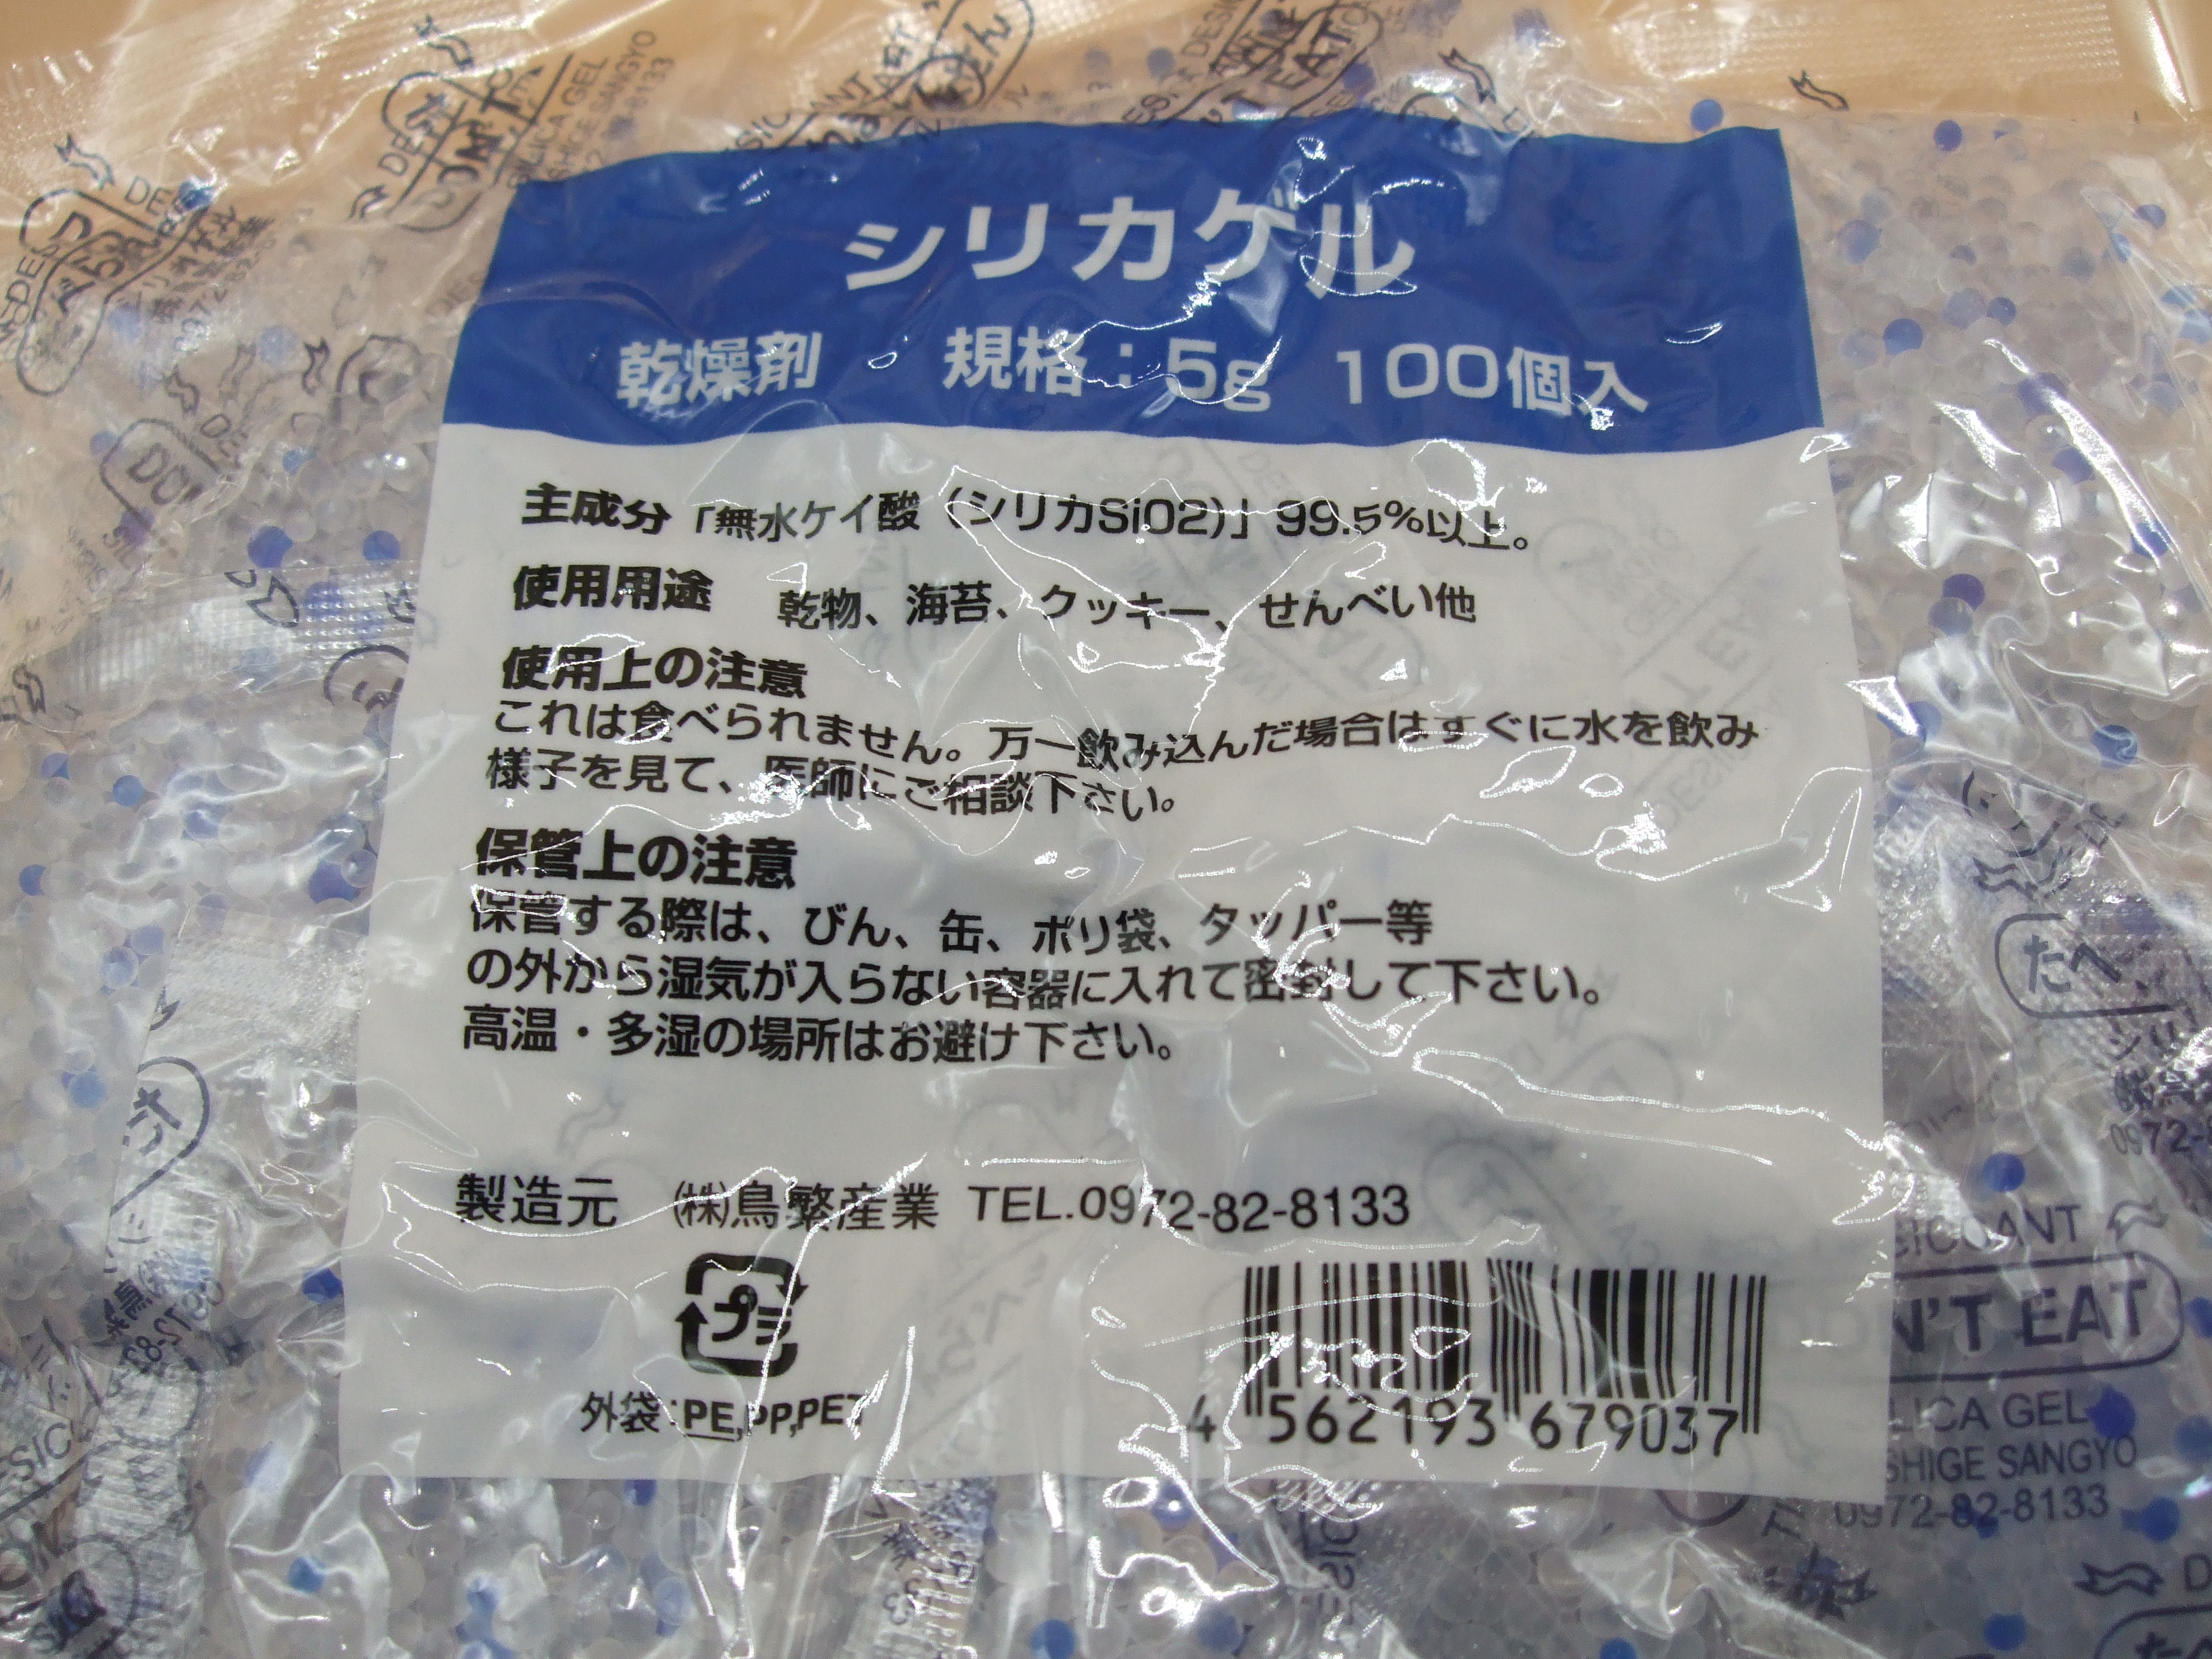 シリカゲル
乾燥剤 規格：5g 100個入
主成分「無水ケイ酸（シリカSiO2）」99.5%以上。
使用用途 乾物、海苔、クッキー、せんべい他
使用上の注意
これは食べられません。万一飲み込んだ場合はすぐに水を飲み
様子を見て、医師にご相談下さい。
保管上の注意
保管する際は、びん、缶、ポリ袋、タッパー等
の外から湿気が入らない容器に入れて密封して下さい。
高温・多湿の場所はお避け下さい。
製造元 ㈱鳥繁産業 TEL.0972-82-8133
プラ
外袋：PE,PP,PET
4 562193 679037
N'T EAT
LICA GEL
SHIGE SANGYO
0972-82-8133